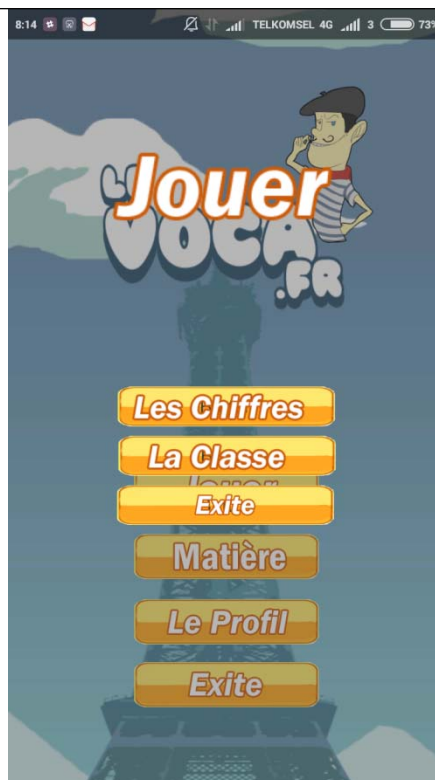 8:14 TELKOMSEL 4G 3 73%
Jouer
VOCA
.FR
Les Chiffres
La Classe
Jouer
Exite
Matière
Le Profil
Exite